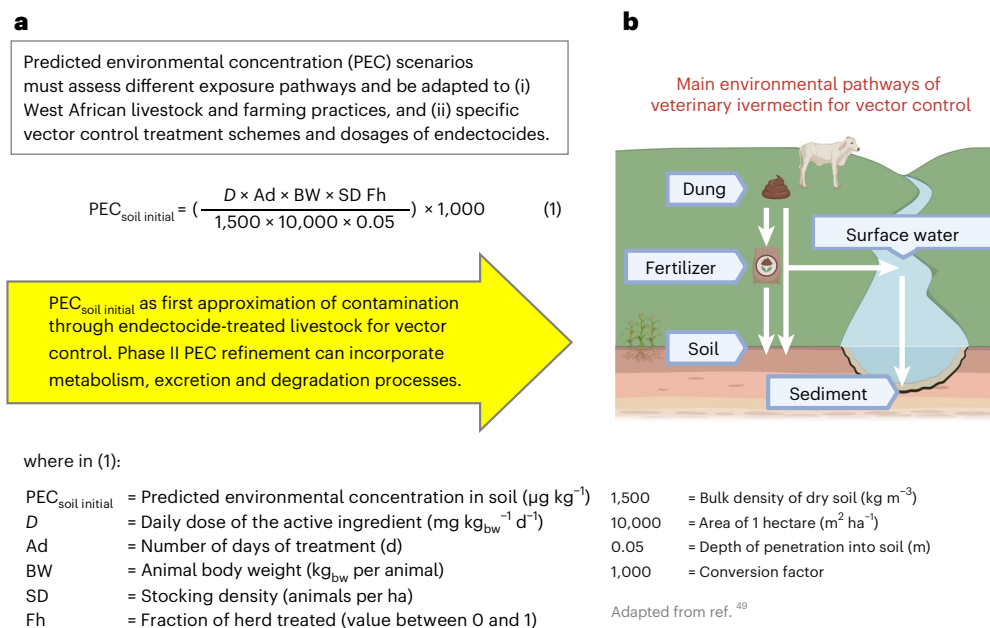 a
Predicted environmental concentration (PEC) scenarios
must assess different exposure pathways and be adapted to (i)
West African livestock and farming practices, and (ii) specific
vector control treatment schemes and dosages of endectocides.
PEC_soil initial = ( D × Ad × BW × SD Fh / 1,500 × 10,000 × 0.05 ) × 1,000 (1)
PEC_soil initial as first approximation of contamination
through endectocide-treated livestock for vector
control. Phase II PEC refinement can incorporate
metabolism, excretion and degradation processes.
b
Main environmental pathways of
veterinary ivermectin for vector control
Dung
Surface water
Fertilizer
Soil
Sediment
where in (1):
PEC_soil initial = Predicted environmental concentration in soil (µg kg⁻¹)
D = Daily dose of the active ingredient (mg kg_bw⁻¹ d⁻¹)
Ad = Number of days of treatment (d)
BW = Animal body weight (kg_bw per animal)
SD = Stocking density (animals per ha)
Fh = Fraction of herd treated (value between 0 and 1)
1,500 = Bulk density of dry soil (kg m⁻³)
10,000 = Area of 1 hectare (m² ha⁻¹)
0.05 = Depth of penetration into soil (m)
1,000 = Conversion factor
Adapted from ref. ⁴⁹